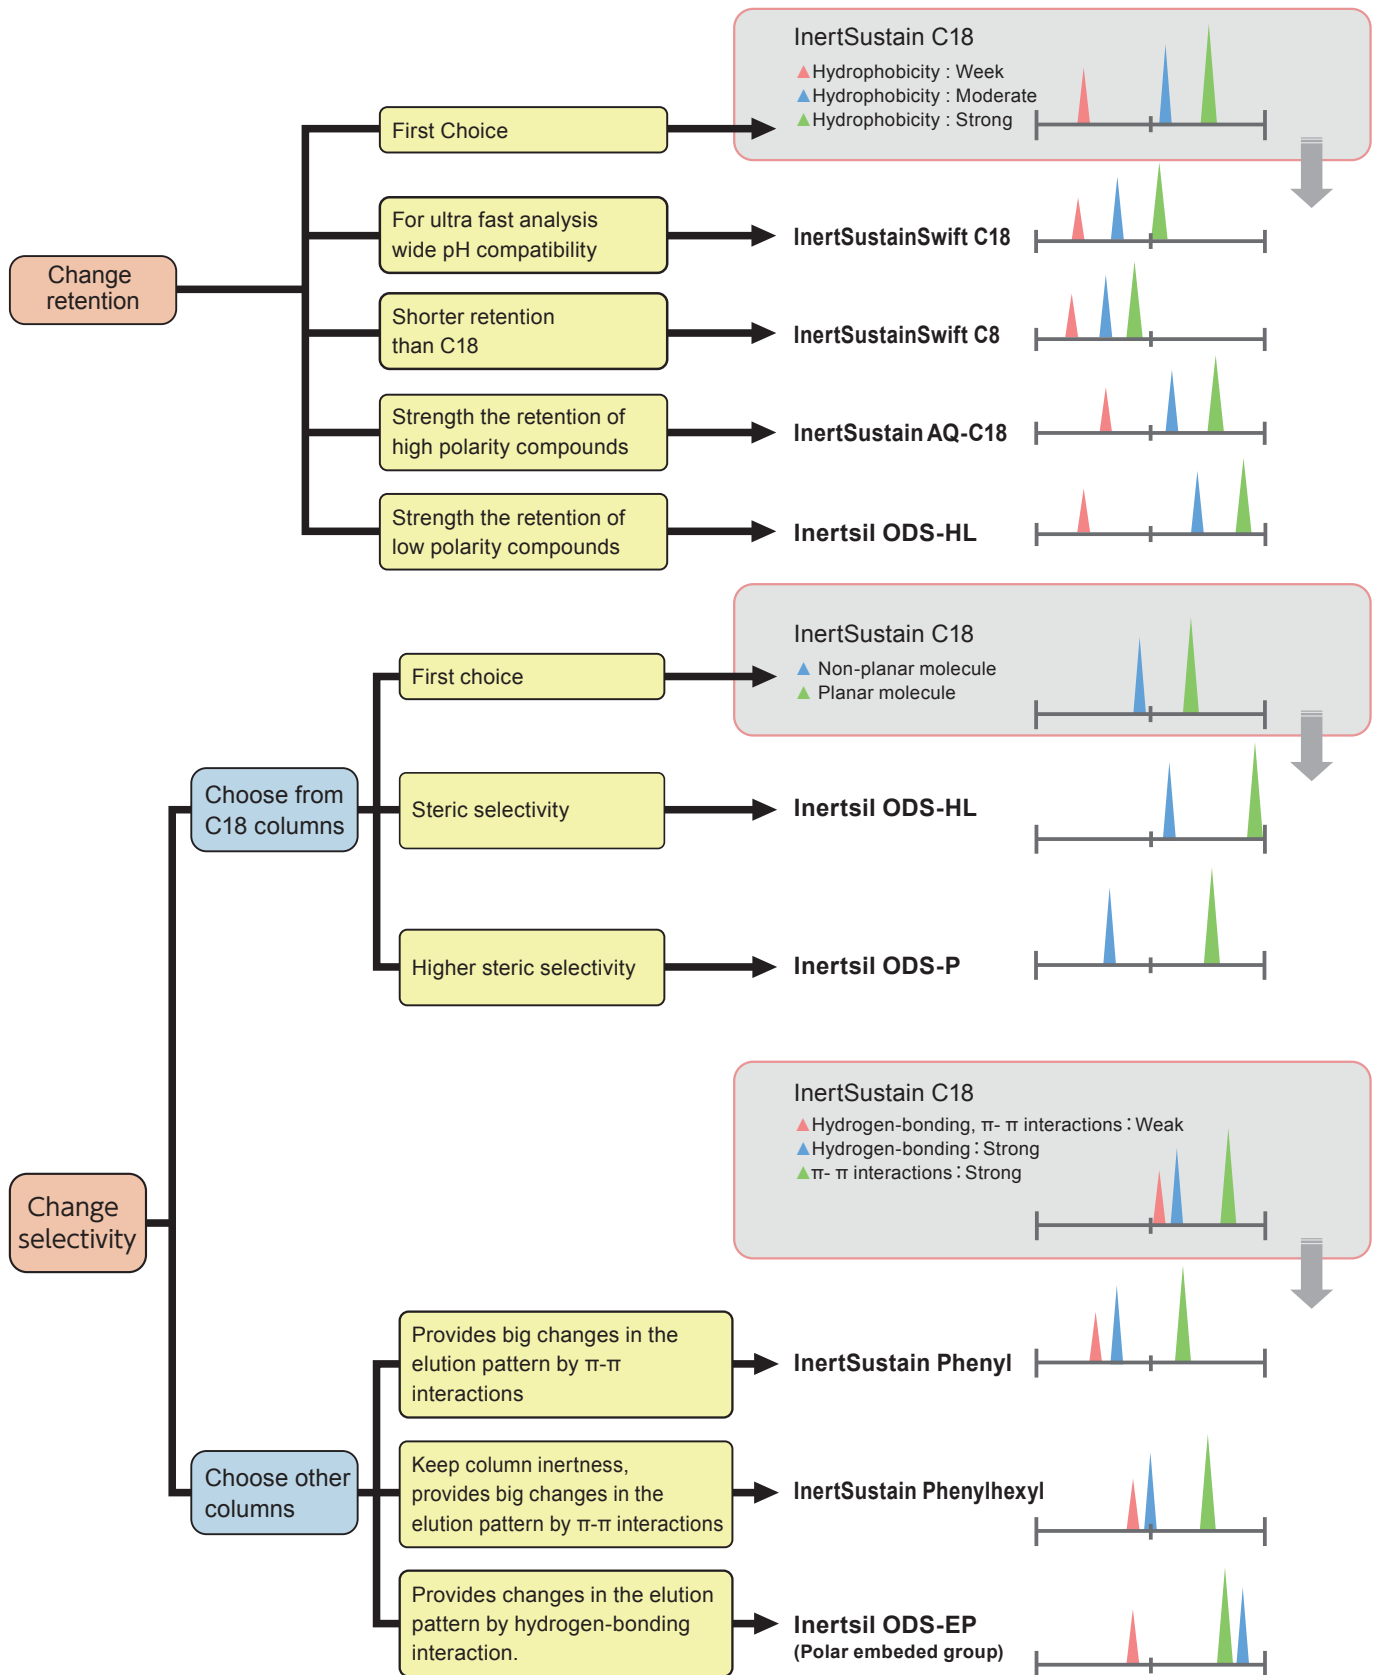 InertSustain C18
Hydrophobicity : Week
Hydrophobicity : Moderate
Hydrophobicity : Strong
First Choice
For ultra fast analysis
wide pH compatibility
InertSustainSwift C18
Change
retention
Shorter retention
than C18
InertSustainSwift C8
Strength the retention of
high polarity compounds
InertSustain AQ-C18
Strength the retention of
low polarity compounds
Inertsil ODS-HL
InertSustain C18
Non-planar molecule
Planar molecule
First choice
Choose from
C18 columns
Steric selectivity
Inertsil ODS-HL
Higher steric selectivity
Inertsil ODS-P
InertSustain C18
Hydrogen-bonding, π- π interactions : Weak
Hydrogen-bonding : Strong
π- π interactions : Strong
Change
selectivity
Provides big changes in the
elution pattern by π-π
interactions
InertSustain Phenyl
Choose other
columns
Keep column inertness,
provides big changes in the
elution pattern by π-π interactions
InertSustain Phenylhexyl
Provides changes in the elution
pattern by hydrogen-bonding
interaction.
Inertsil ODS-EP
(Polar embeded group)